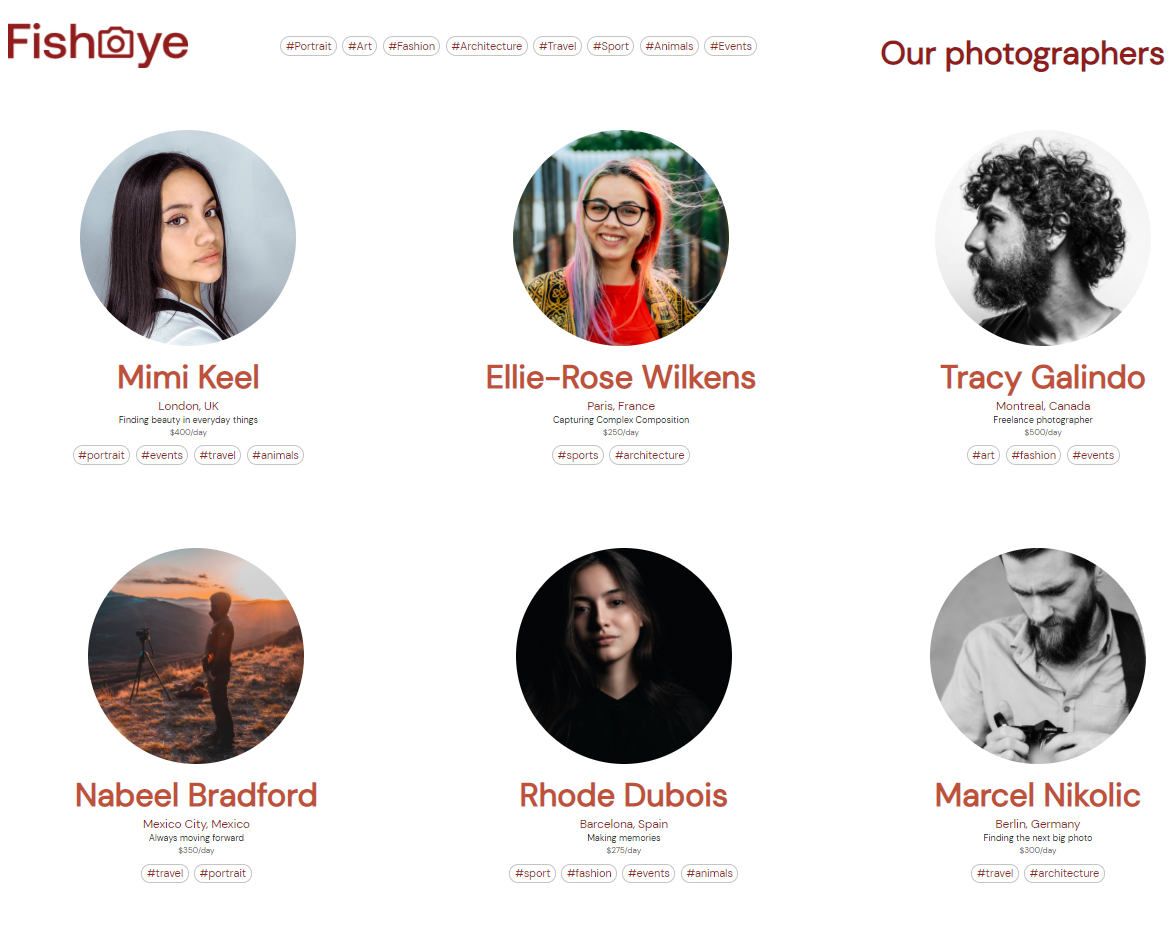 Fisheye
#Portrait #Art #Fashion #Architecture #Travel #Sport #Animals #Events
Our photographers
Mimi Keel
London, UK
Finding beauty in everyday things
$400/day
#portrait #events #travel #animals
Ellie-Rose Wilkens
Paris, France
Capturing Complex Composition
$250/day
#sports #architecture
Tracy Galindo
Montreal, Canada
Freelance photographer
$500/day
#art #fashion #events
Nabeel Bradford
Mexico City, Mexico
Always moving forward
$350/day
#travel #portrait
Rhode Dubois
Barcelona, Spain
Making memories
$275/day
#sport #fashion #events #animals
Marcel Nikolic
Berlin, Germany
Finding the next big photo
$300/day
#travel #architecture